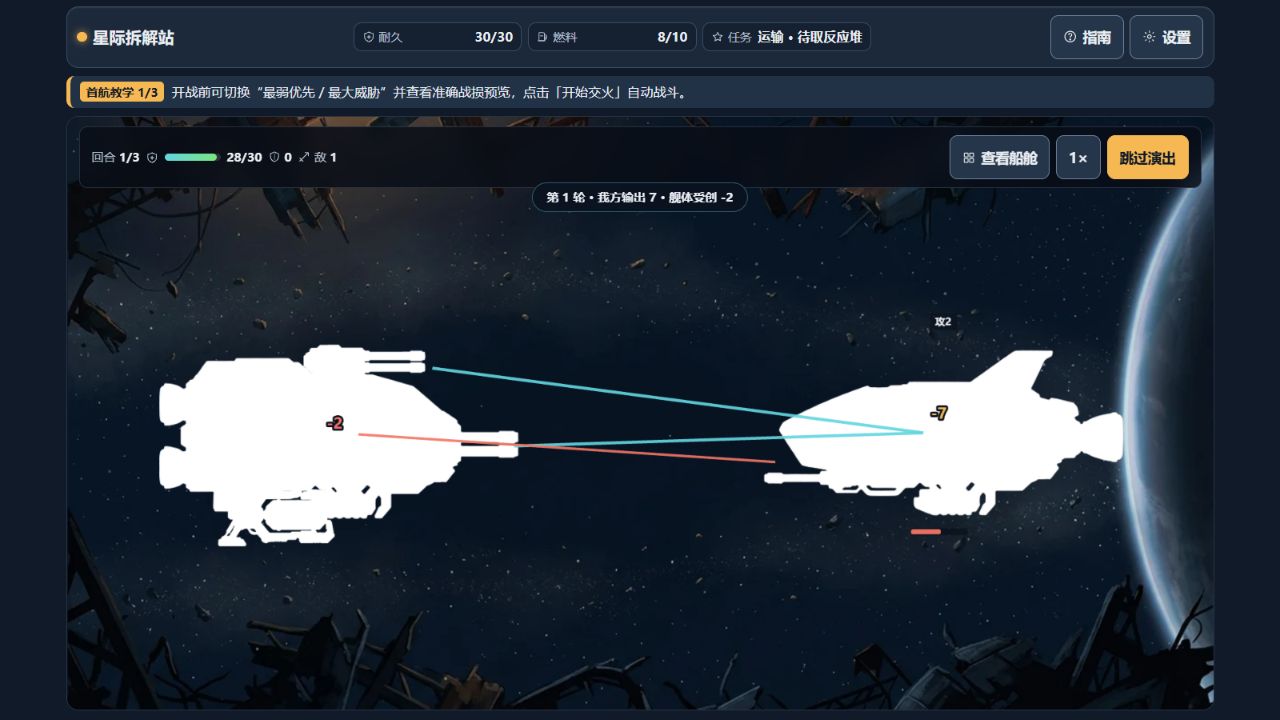 星际拆解站 耐久 30/30 燃料 8/10 任务 运输 • 待取反应堆 指南 设置
首航教学 1/3 开战前可切换“最弱优先 / 最大威胁”并查看准确战损预览，点击「开始交火」自动战斗。
回合 1/3 28/30 0 敌 1 查看船舱 1× 跳过演出
第 1 轮 • 我方输出 7 • 舰体受创 -2
攻2
-7
-2